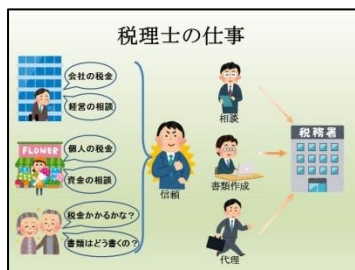 税理士の仕事
会社の税金
経営の相談
FLOWER
個人の税金
資金の相談
税金かかるかな？
書類はどう書くの？
信頼
相談
書類作成
代理
税務署